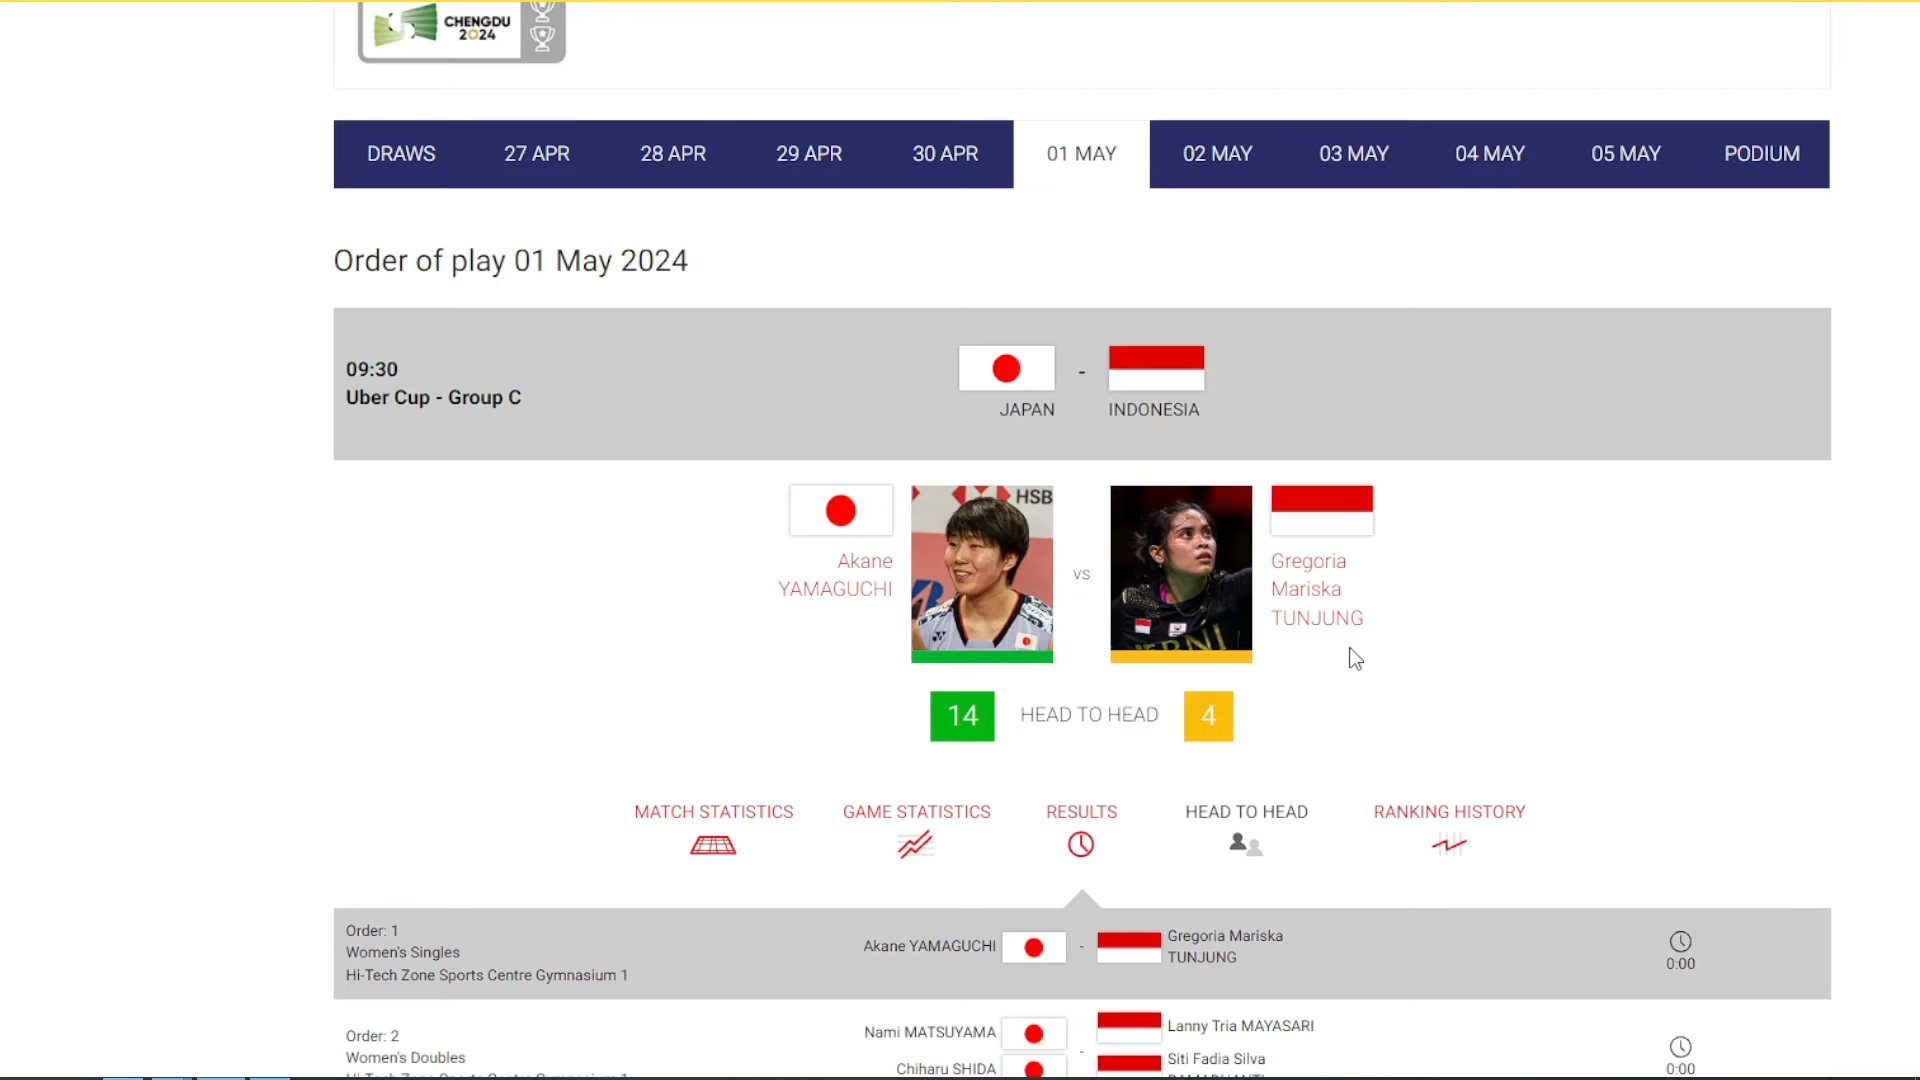 CHENGDU
2024
DRAWS 27 APR 28 APR 29 APR 30 APR 01 MAY 02 MAY 03 MAY 04 MAY 05 MAY PODIUM
Order of play 01 May 2024
09:30
Uber Cup - Group C
-
JAPAN INDONESIA
HSB
Akane
YAMAGUCHI
vs
Gregoria
Mariska
TUNJUNG
14 HEAD TO HEAD 4
MATCH STATISTICS GAME STATISTICS RESULTS HEAD TO HEAD RANKING HISTORY
Order: 1
Women's Singles
Hi-Tech Zone Sports Centre Gymnasium 1
Akane YAMAGUCHI - Gregoria Mariska
TUNJUNG
0:00
Order: 2
Women's Doubles
Nami MATSUYAMA
Chiharu SHIDA
-
Lanny Tria MAYASARI
Siti Fadia Silva
0:00